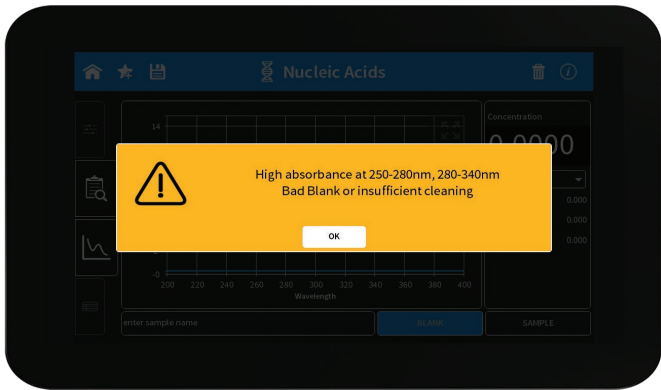 Nucleic Acids
Concentration
14
0.0000
High absorbance at 250-280nm, 280-340nm
Bad Blank or insufficient cleaning
OK
0.000
0.000
0.000
-0
200 220 240 260 280 300 320 340 360 380 400
Wavelength
enter sample name
BLANK
SAMPLE